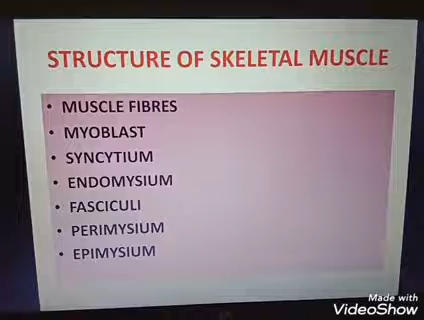 STRUCTURE OF SKELETAL MUSCLE
• MUSCLE FIBRES
• MYOBLAST
• SYNCYTIUM
• ENDOMYSIUM
• FASCICULI
• PERIMYSIUM
• EPIMYSIUM
Made with
VideoShow